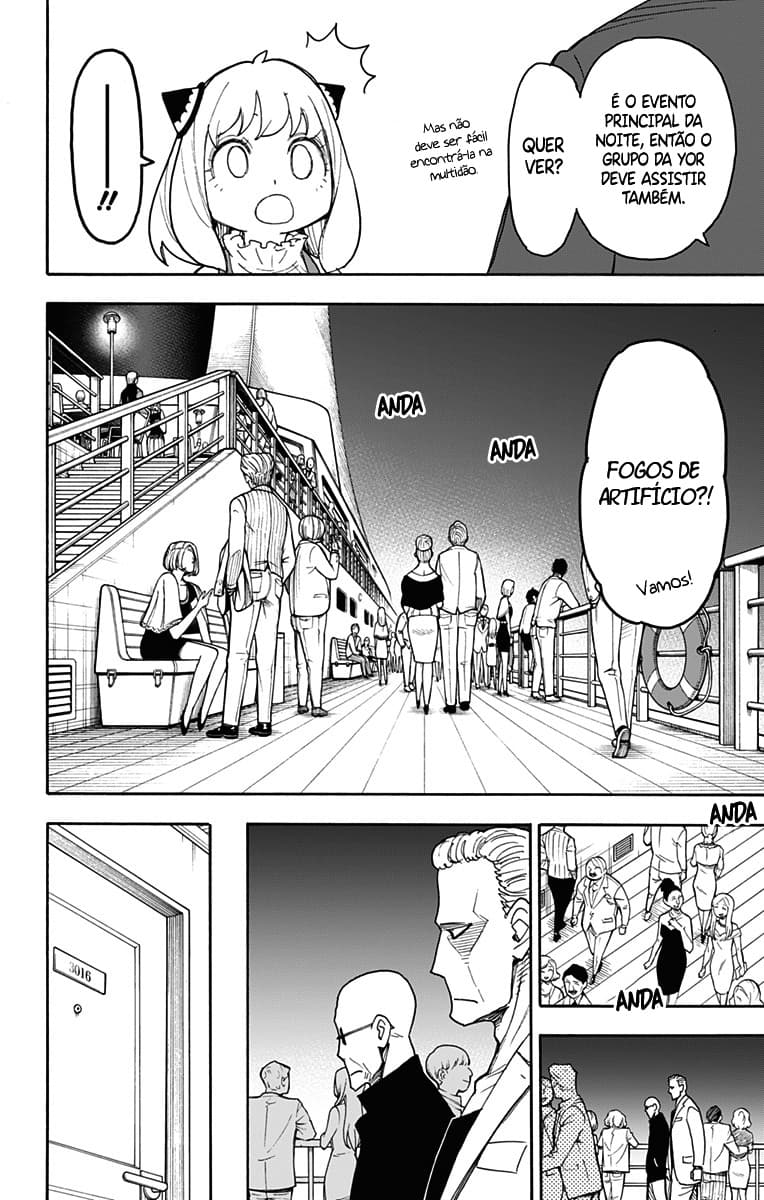 É O EVENTO
PRINCIPAL DA
NOITE, ENTÃO O
GRUPO DA YOR
DEVE ASSISTIR
TAMBÉM.
QUER
VER?
Mas não
deve ser fácil
encontrá-la na
multidão.
!!
FOGOS DE
ARTIFÍCIO?!
Vamos!
ANDA
ANDA
ANDA
ANDA
3016